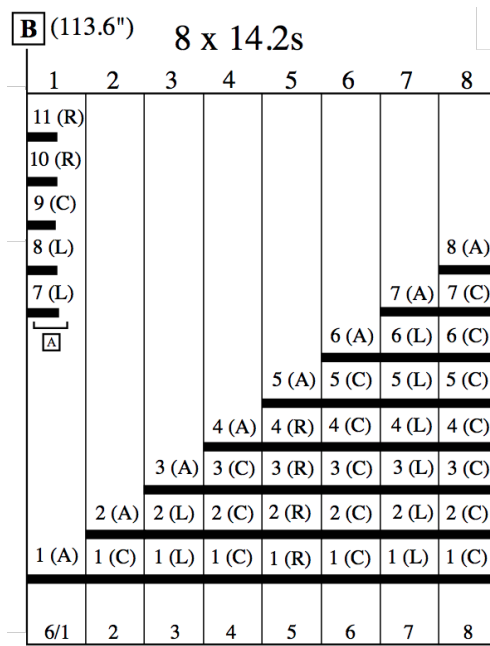 B (113.6") 8 x 14.2s
1 2 3 4 5 6 7 8
11 (R)
10 (R)
9 (C)
8 (L) 8 (A)
7 (L) 7 (A) 7 (C)
A
6 (A) 6 (L) 6 (C)
5 (A) 5 (C) 5 (L) 5 (C)
4 (A) 4 (R) 4 (C) 4 (L) 4 (C)
3 (A) 3 (C) 3 (R) 3 (C) 3 (L) 3 (C)
2 (A) 2 (L) 2 (C) 2 (R) 2 (C) 2 (L) 2 (C)
1 (A) 1 (C) 1 (L) 1 (C) 1 (R) 1 (C) 1 (L) 1 (C)
6/1 2 3 4 5 6 7 8